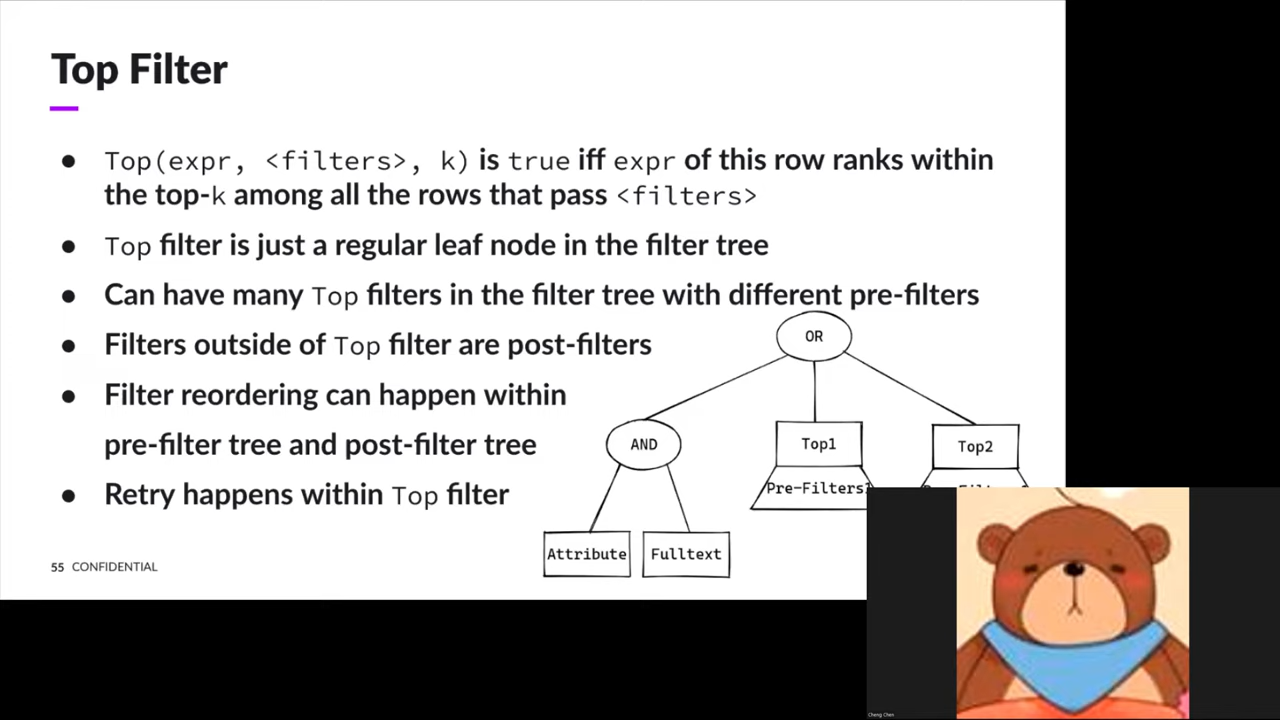 Top Filter
● Top(expr, <filters>, k) is true iff expr of this row ranks within
the top-k among all the rows that pass <filters>
● Top filter is just a regular leaf node in the filter tree
● Can have many Top filters in the filter tree with different pre-filters
OR
● Filters outside of Top filter are post-filters
● Filter reordering can happen within
pre-filter tree and post-filter tree
AND
Top1
Top2
Pre-Filters1
● Retry happens within Top filter
Attribute
Fulltext
55 CONFIDENTIAL
Cheng Chen